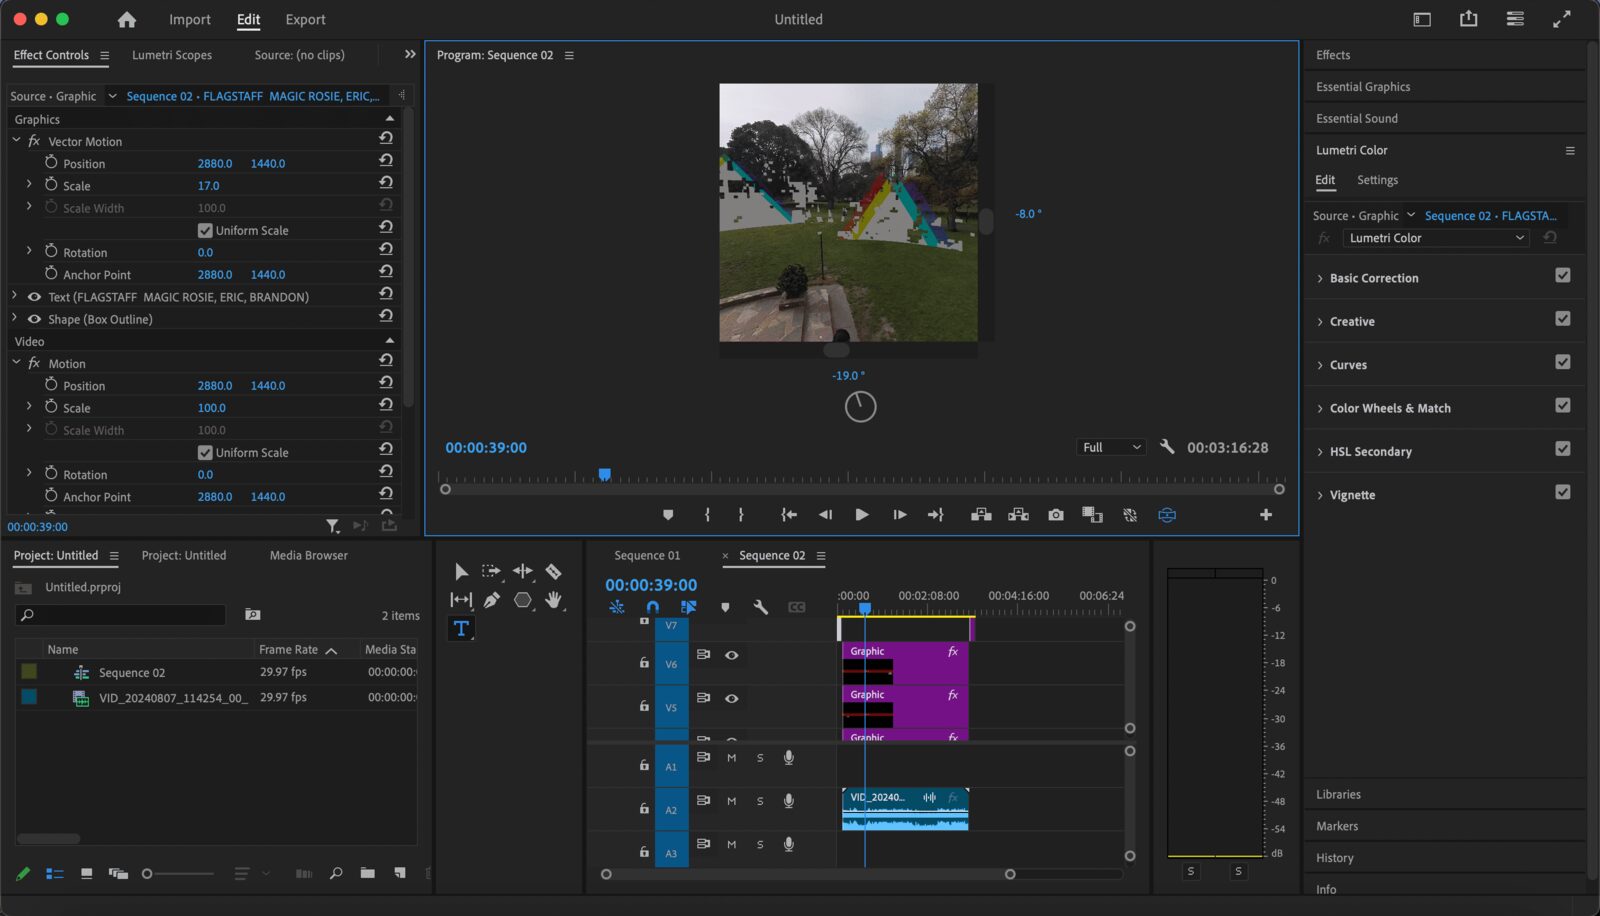 Import Edit Export Untitled
Effect Controls Lumetri Scopes Source: (no clips)
Source • Graphic Sequence 02 • FLAGSTAFF MAGIC ROSIE, ERIC,...
Graphics
fx Vector Motion
Position 2880.0 1440.0
Scale 17.0
Scale Width 100.0
Uniform Scale
Rotation 0.0
Anchor Point 2880.0 1440.0
Text (FLAGSTAFF MAGIC ROSIE, ERIC, BRANDON)
Shape (Box Outline)
Video
fx Motion
Position 2880.0 1440.0
Scale 100.0
Scale Width 100.0
Uniform Scale
Rotation 0.0
Anchor Point 2880.0 1440.0
00:00:39:00
Program: Sequence 02
-8.0 °
-19.0 °
00:00:39:00 Full 00:03:16:28
Effects
Essential Graphics
Essential Sound
Lumetri Color
Edit Settings
Source • Graphic Sequence 02 • FLAGSTA...
fx Lumetri Color
Basic Correction
Creative
Curves
Color Wheels & Match
HSL Secondary
Vignette
Libraries
Markers
History
Info
Project: Untitled Project: Untitled Media Browser
Untitled.prproj
2 items
Name Frame Rate Media Sta
Sequence 02 29.97 fps 00:00:00:
VID_20240807_114254_00_ 29.97 fps 00:00:00:
T
Sequence 01 × Sequence 02
00:00:39:00
CC
:00:00 00:02:08:00 00:04:16:00 00:06:24
V7
V6 Graphic fx
V5 Graphic fx
Graphic fx
A1 M S
A2 M S VID_20240... fx
A3 M S
0
-6
-12
-18
-24
-30
-36
-42
-48
-54
dB
S S